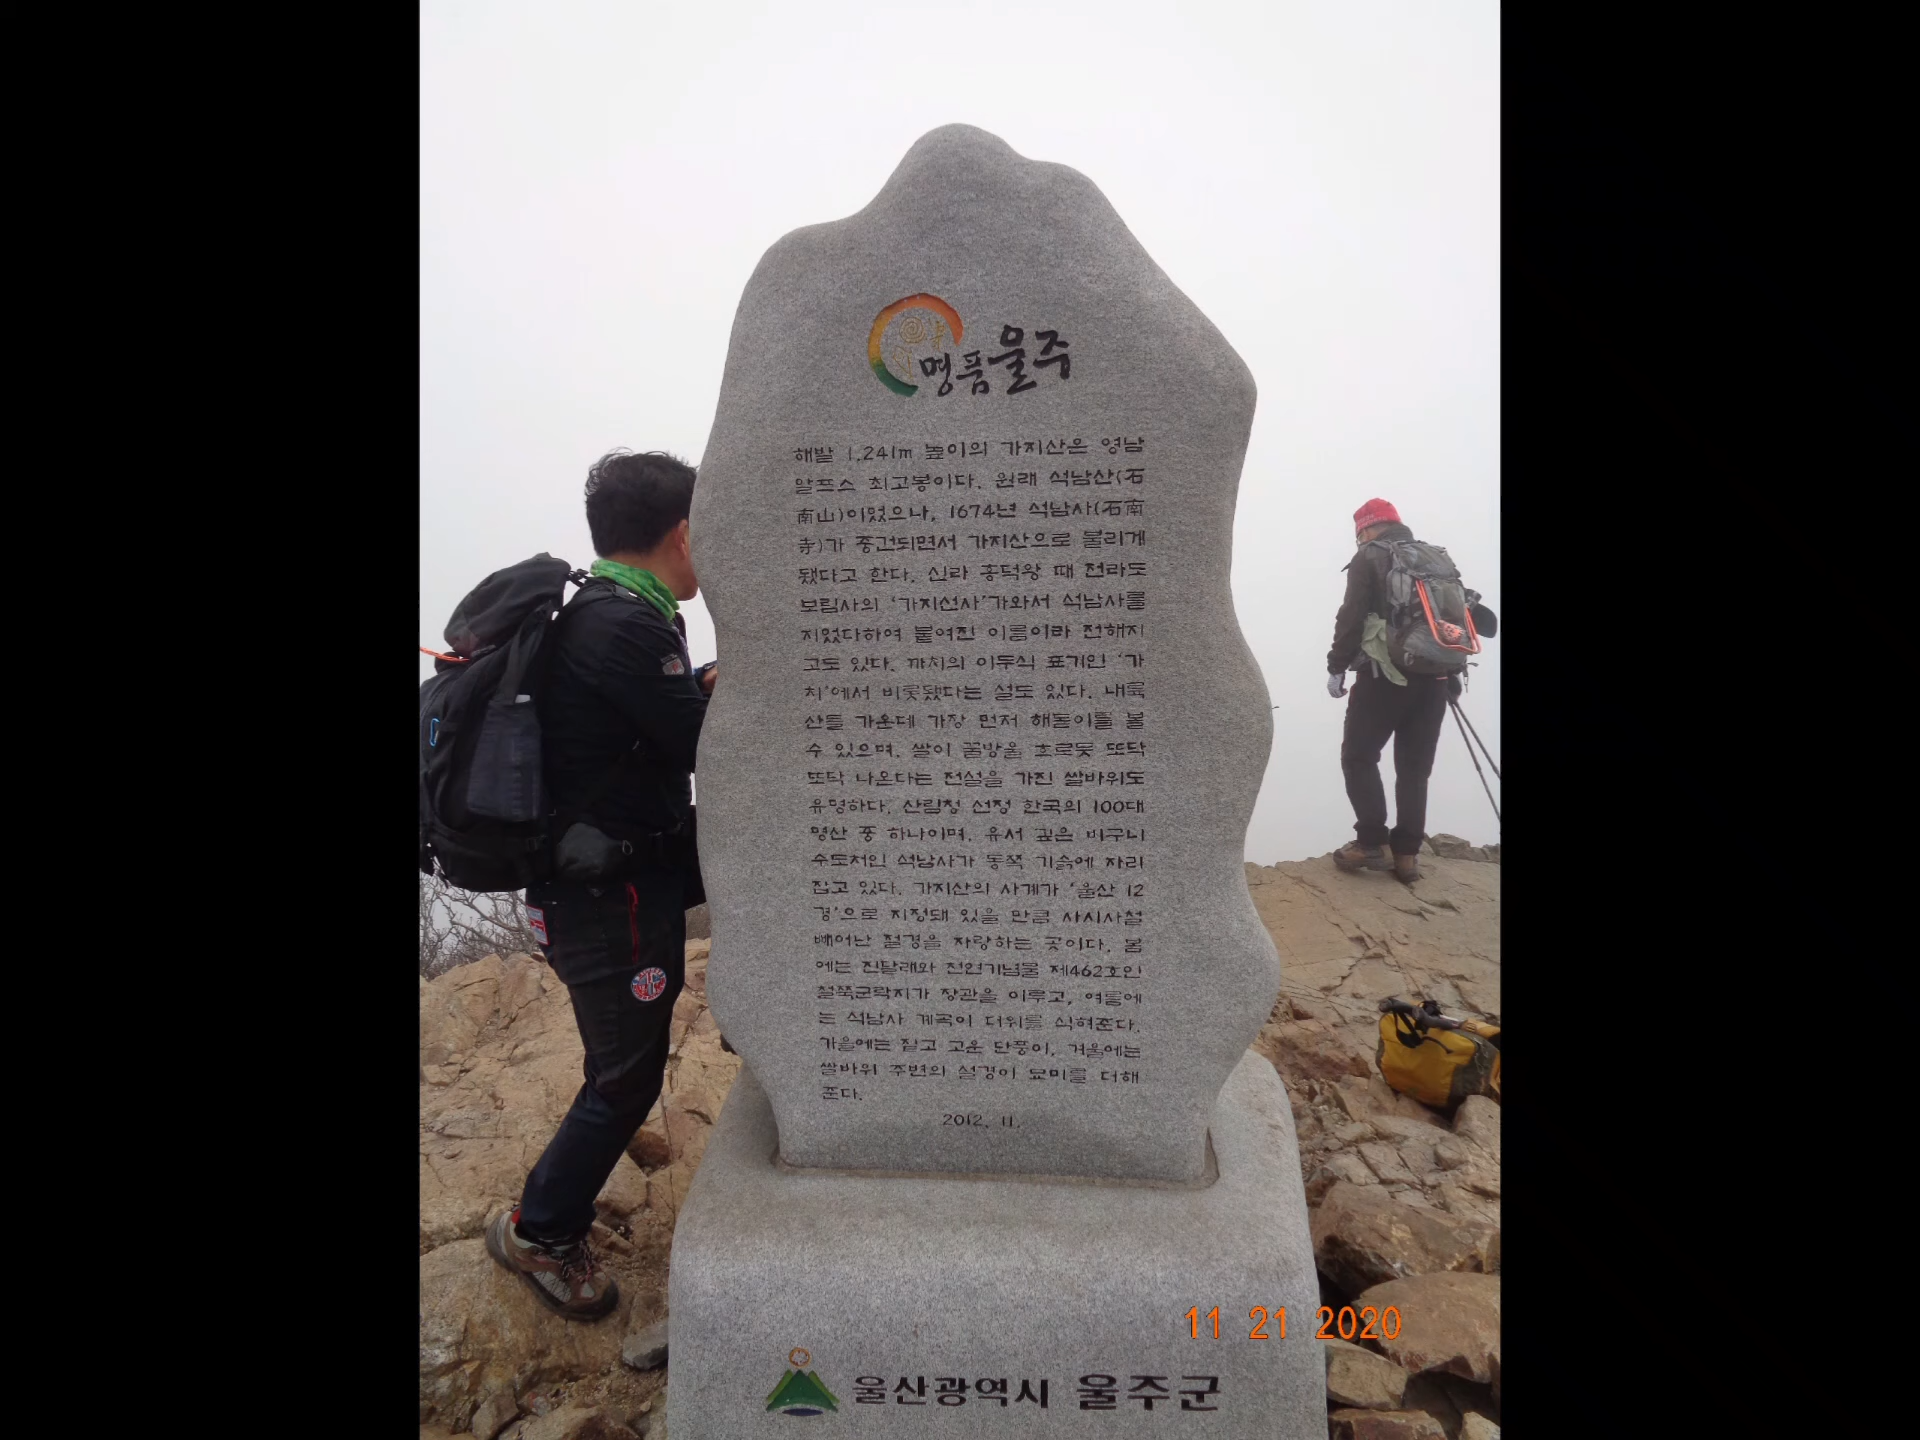 명품울주
해발 1,241m 높이의 가지산은 영남
알프스 최고봉이다. 원래 석남산(石
南山)이었으나, 1674년 석남사(石南
寺)가 중건되면서 가지산으로 불리게
됐다고 한다. 신라 흥덕왕 때 전라도
보림사의 '가지선사'가와서 석남사를
지었다하여 붙여진 이름이라 전해지
고도 있다. 까치의 이두식 표기인 '가
치'에서 비롯됐다는 설도 있다. 내륙
산들 가운데 가장 먼저 해돋이를 볼
수 있으며, 쌀이 물방울 흐르듯 또닥
또닥 나온다는 전설을 가진 쌀바위도
유명하다. 산림청 선정 한국의 100대
명산 중 하나이며, 유서 깊은 비구니
수도처인 석남사가 동쪽 기슭에 자리
잡고 있다. 가지산의 사계가 '울산 12
경'으로 지정돼 있을 만큼 사시사철
빼어난 절경을 자랑하는 곳이다. 봄
에는 진달래와 천연기념물 제462호인
철쭉군락지가 장관을 이루고, 여름에
는 석남사 계곡이 더위를 식혀준다.
가을에는 짙고 고운 단풍이, 겨울에는
쌀바위 주변의 설경이 묘미를 더해
준다.
2012. 11.
울산광역시 울주군
11 21 2020